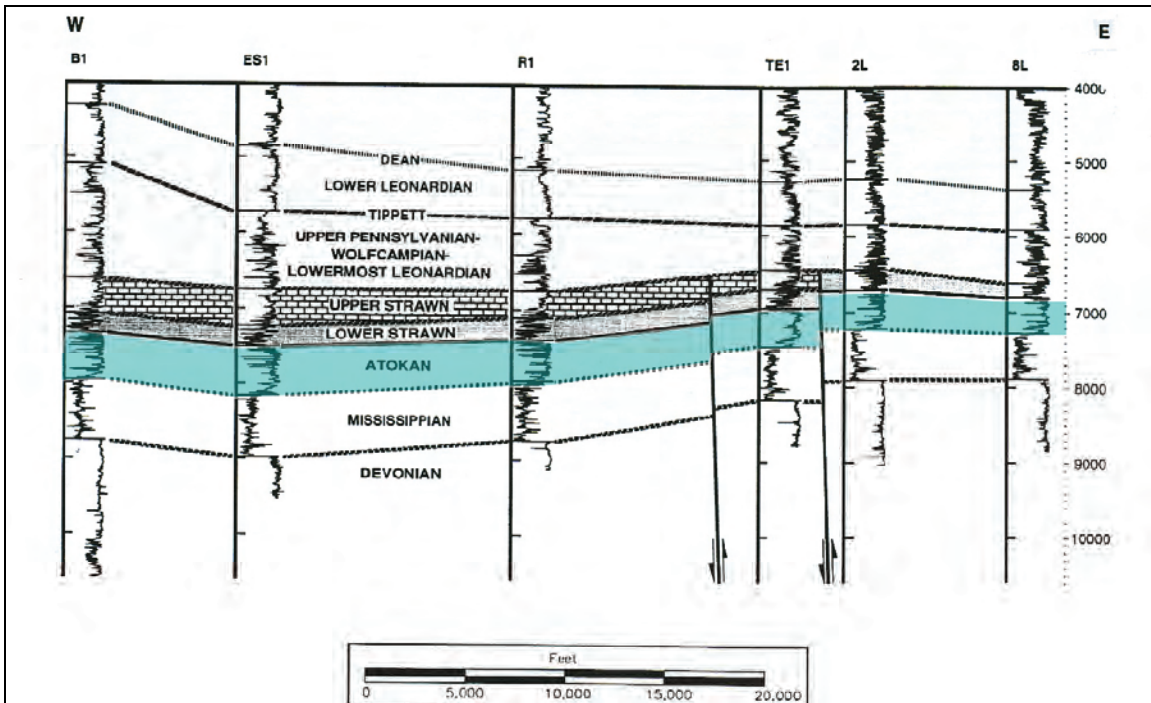 W
E
B1 ES1 R1 TE1 2L 8L
4000
DEAN
5000
LOWER LEONARDIAN
TIPPETT
6000
UPPER PENNSYLVANIAN-
WOLFCAMPIAN-
LOWERMOST LEONARDIAN
UPPER STRAWN
7000
LOWER STRAWN
ATOKAN
8000
MISSISSIPPIAN
9000
DEVONIAN
10000
Feet
0 5,000 10,000 15,000 20,000